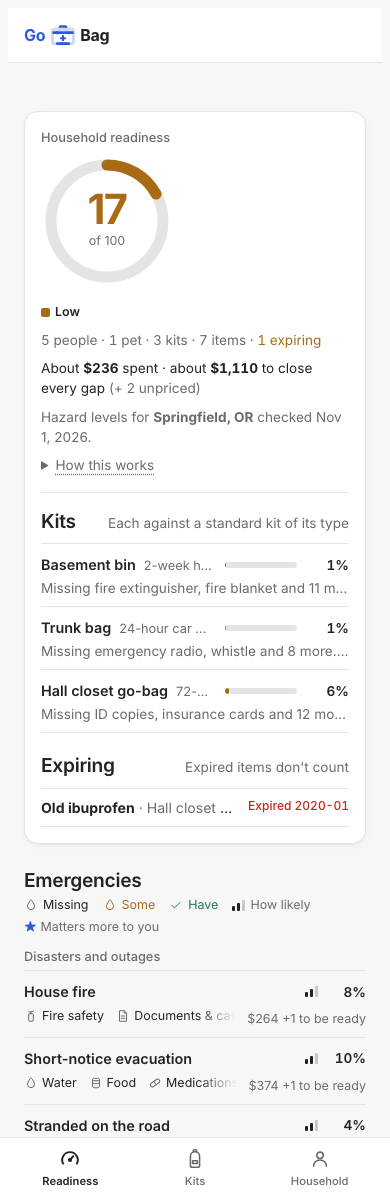 Go Bag
Household readiness
17
of 100
Low
5 people · 1 pet · 3 kits · 7 items · 1 expiring
About $236 spent · about $1,110 to close
every gap (+ 2 unpriced)
Hazard levels for Springfield, OR checked Nov
1, 2026.
How this works
Kits Each against a standard kit of its type
Basement bin 2-week h... 1%
Missing fire extinguisher, fire blanket and 11 m...
Trunk bag 24-hour car ... 1%
Missing emergency radio, whistle and 8 more....
Hall closet go-bag 72-... 6%
Missing ID copies, insurance cards and 12 mo...
Expiring Expired items don't count
Old ibuprofen · Hall closet ... Expired 2020-01
Emergencies
Missing Some Have How likely
Matters more to you
Disasters and outages
House fire 8%
Fire safety Documents & ca $264 +1 to be ready
Short-notice evacuation 10%
Water Food Medications $374 +1 to be ready
Stranded on the road 4%
Readiness Kits Household